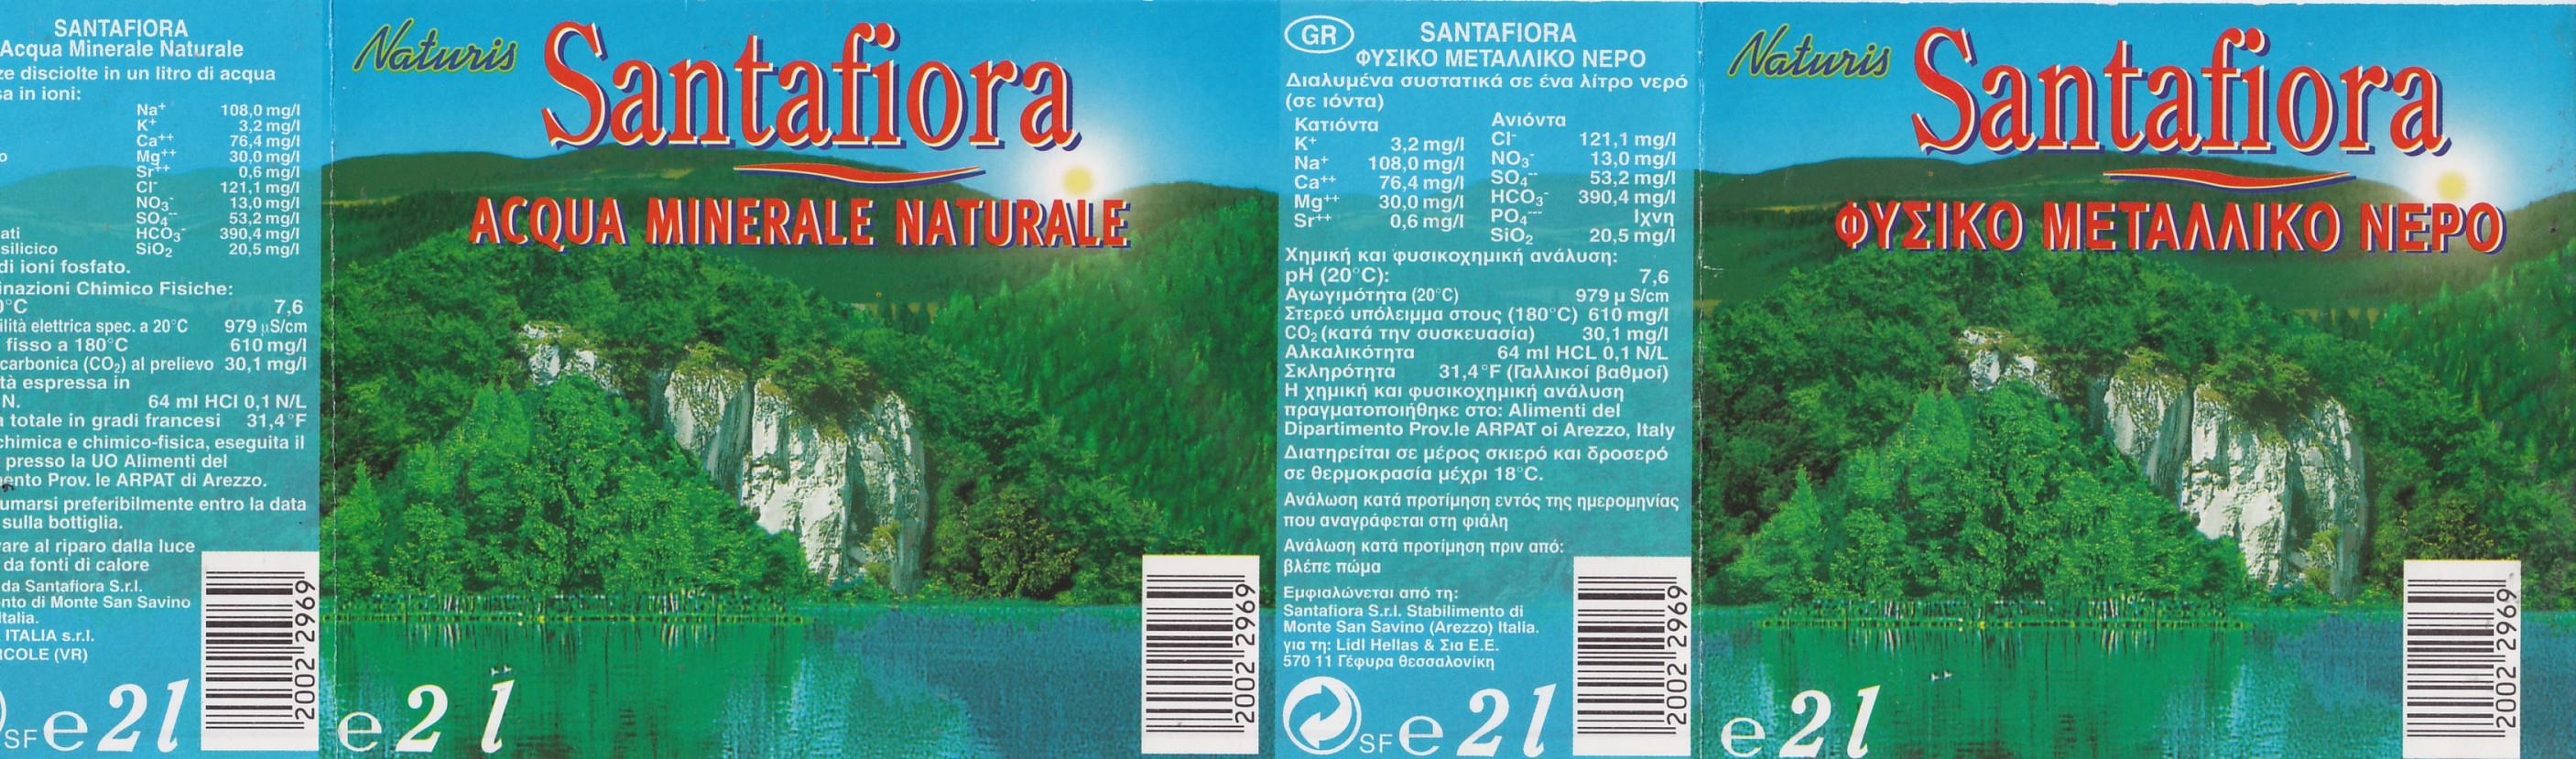 SANTAFIORA
Acqua Minerale Naturale
disciolte in un litro di acqua
in ioni:
Na+ 108,0 mg/l
K+ 3,2 mg/l
Ca++ 76,4 mg/l
Mg++ 30,0 mg/l
Sr++ 0,6 mg/l
Cl- 121,1 mg/l
NO3- 13,0 mg/l
SO4-- 53,2 mg/l
HCO3- 390,4 mg/l
silicico SiO2 20,5 mg/l
di ioni fosfato.
Chimico Fisiche:
7,6
elettrica spec. a 20°C 979 µS/cm
fisso a 180°C 610 mg/l
carbonica (CO2) al prelievo 30,1 mg/l
espressa in
N. 64 ml HCl 0,1 N/L
totale in gradi francesi 31,4°F
chimica e chimico-fisica, eseguita il
presso la UO Alimenti del
Prov. le ARPAT di Arezzo.
preferibilmente entro la data
sulla bottiglia.
al riparo dalla luce
da fonti di calore
da Santafiora S.r.l.
di Monte San Savino
Italia.
ITALIA s.r.l.
(VR)
SF e 2 l
2002 2969
Naturis
Santafiora
ACQUA MINERALE NATURALE
e 2 l
2002 2969
GR
SANTAFIORA
ΦΥΣΙΚΟ ΜΕΤΑΛΛΙΚΟ ΝΕΡΟ
Διαλυμένα συστατικά σε ένα λίτρο νερό
(σε ιόντα)
Κατιόντα
K+ 3,2 mg/l
Na+ 108,0 mg/l
Ca++ 76,4 mg/l
Mg++ 30,0 mg/l
Sr++ 0,6 mg/l
Ανιόντα
Cl- 121,1 mg/l
NO3- 13,0 mg/l
SO4-- 53,2 mg/l
HCO3- 390,4 mg/l
PO4--- Ιχνη
SiO2 20,5 mg/l
Χημική και φυσικοχημική ανάλυση:
pH (20°C): 7,6
Αγωγιμότητα (20°C) 979 µ S/cm
Στερεό υπόλειμμα στους (180°C) 610 mg/l
CO2 (κατά την συσκευασία) 30,1 mg/l
Αλκαλικότητα 64 ml HCL 0,1 N/L
Σκληρότητα 31,4°F (Γαλλικοί βαθμοί)
Η χημική και φυσικοχημική ανάλυση
πραγματοποιήθηκε στο: Alimenti del
Dipartimento Prov.le ARPAT oi Arezzo, Italy
Διατηρείται σε μέρος σκιερό και δροσερό
σε θερμοκρασία μέχρι 18°C.
Ανάλωση κατά προτίμηση εντός της ημερομηνίας
που αναγράφεται στη φιάλη
Ανάλωση κατά προτίμηση πριν από:
βλέπε πώμα
Εμφιαλώνεται από τη:
Santafiora S.r.l. Stabilimento di
Monte San Savino (Arezzo) Italia.
για τη: Lidl Hellas & Σια Ε.Ε.
570 11 Γέφυρα Θεσσαλονίκη
SF e 2 l
2002 2969
Naturis
Santafiora
ΦΥΣΙΚΟ ΜΕΤΑΛΛΙΚΟ ΝΕΡΟ
e 2 l
2002 2969